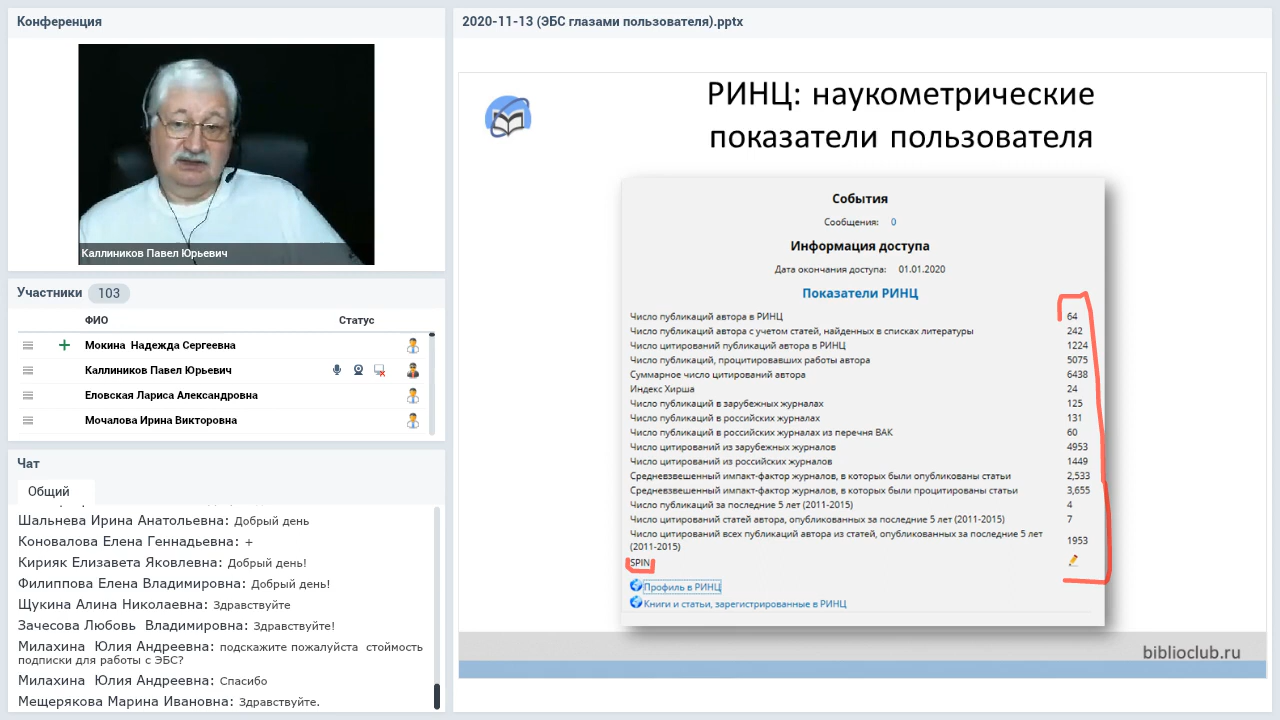 Конференция
Каллиников Павел Юрьевич
Участники 103
ФИО Статус
Мокина Надежда Сергеевна
Каллиников Павел Юрьевич
Еловская Лариса Александровна
Мочалова Ирина Викторовна
Чат
Общий
Шальнева Ирина Анатольевна: Добрый день
Коновалова Елена Геннадьевна: +
Кирияк Елизавета Яковлевна: Добрый день!
Филиппова Елена Владимировна: Добрый день!
Щукина Алина Николаевна: Здравствуйте
Зачесова Любовь Владимировна: Здравствуйте!
Милахина Юлия Андреевна: подскажите пожалуйста стоймость
подписки для работы с ЭБС?
Милахина Юлия Андреевна: Спасибо
Мещерякова Марина Ивановна: Здравствуйте.
2020-11-13 (ЭБС глазами пользователя).pptx
РИНЦ: наукометрические
показатели пользователя
События
Сообщения: 0
Информация доступа
Дата окончания доступа: 01.01.2020
Показатели РИНЦ
Число публикаций автора в РИНЦ 64
Число публикаций автора с учетом статей, найденных в списках литературы 242
Число цитирований публикаций автора в РИНЦ 1224
Число публикаций, процитировавших работы автора 5075
Суммарное число цитирований автора 6438
Индекс Хирша 24
Число публикаций в зарубежных журналах 125
Число публикаций в российских журналах 131
Число публикаций в российских журналах из перечня ВАК 60
Число цитирований из зарубежных журналов 4953
Число цитирований из российских журналов 1449
Средневзвешенный импакт-фактор журналов, в которых были опубликованы статьи 2,533
Средневзвешенный импакт-фактор журналов, в которых были процитированы статьи 3,655
Число публикаций за последние 5 лет (2011-2015) 4
Число цитирований статей автора, опубликованных за последние 5 лет (2011-2015) 7
Число цитирований всех публикаций автора из статей, опубликованных за последние 5 лет
(2011-2015) 1953
SPIN
Профиль в РИНЦ
Книги и статьи, зарегистрированные в РИНЦ
biblioclub.ru